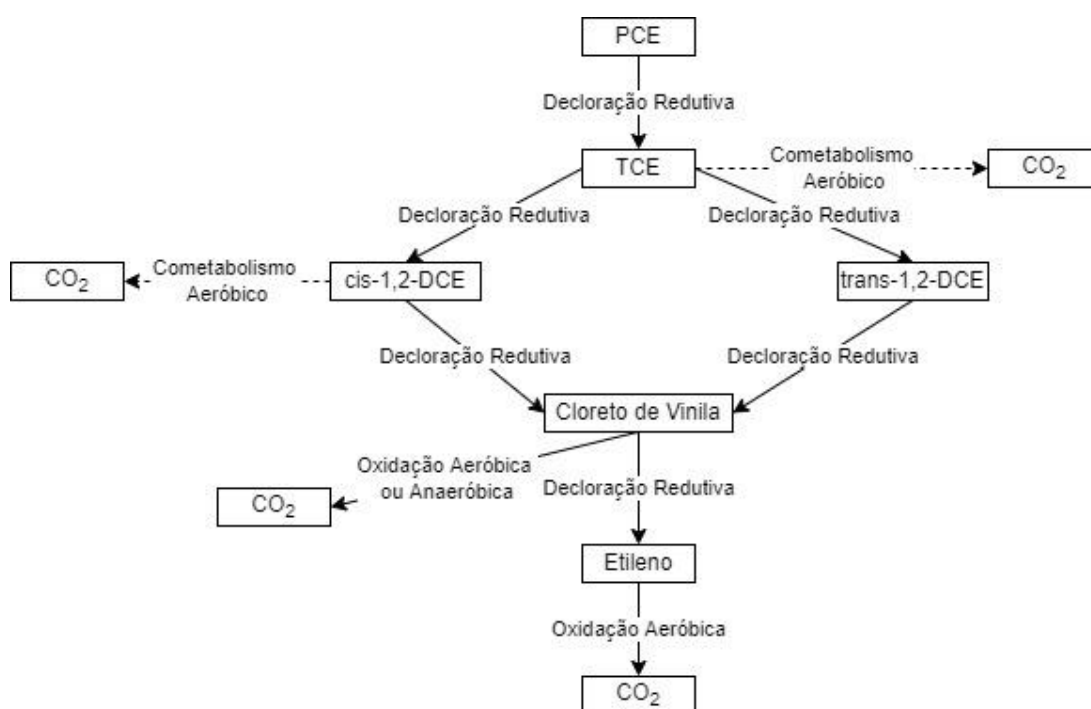 PCE
Decloração Redutiva
TCE
Cometabolismo
Aeróbico
CO2
Decloração Redutiva
Decloração Redutiva
CO2
Cometabolismo
Aeróbico
cis-1,2-DCE
trans-1,2-DCE
Decloração Redutiva
Decloração Redutiva
Cloreto de Vinila
Oxidação Aeróbica
ou Anaeróbica
CO2
Decloração Redutiva
Etileno
Oxidação Aeróbica
CO2